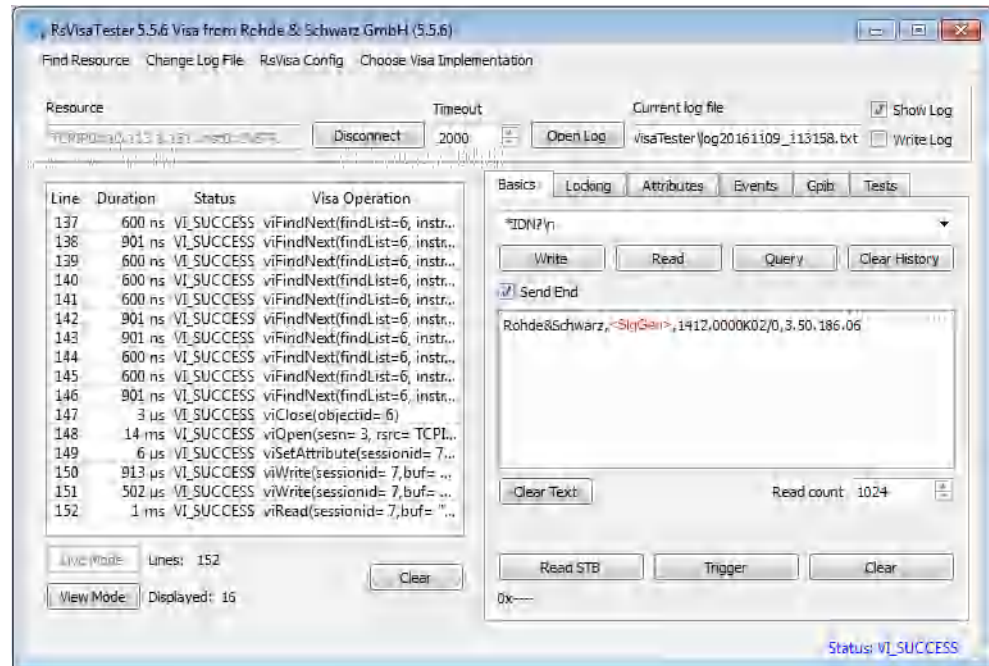 RsVisaTester 5.5.6 Visa from Rohde & Schwarz GmbH (5.5.6)
Find Resource Change Log File RsVisa Config Choose Visa Implementation
Resource Timeout Current log file Show Log
Disconnect 2000 Open Log VisaTester\log20161109_113158.txt Write Log
Line Duration Status Visa Operation
137 600 ns VI_SUCCESS viFindNext(findList=6, instr...
138 901 ns VI_SUCCESS viFindNext(findList=6, instr...
139 600 ns VI_SUCCESS viFindNext(findList=6, instr...
140 600 ns VI_SUCCESS viFindNext(findList=6, instr...
141 600 ns VI_SUCCESS viFindNext(findList=6, instr...
142 901 ns VI_SUCCESS viFindNext(findList=6, instr...
143 901 ns VI_SUCCESS viFindNext(findList=6, instr...
144 600 ns VI_SUCCESS viFindNext(findList=6, instr...
145 600 ns VI_SUCCESS viFindNext(findList=6, instr...
146 901 ns VI_SUCCESS viFindNext(findList=6, instr...
147 3 µs VI_SUCCESS viClose(objectid= 6)
148 14 ms VI_SUCCESS viOpen(sesn= 3, rsrc= TCPI...
149 6 µs VI_SUCCESS viSetAttribute(sessionid= 7...
150 913 µs VI_SUCCESS viWrite(sessionid= 7,buf= ...
151 502 µs VI_SUCCESS viWrite(sessionid= 7,buf= ...
152 1 ms VI_SUCCESS viRead(sessionid= 7,buf= "...
Live Mode Lines: 152
Clear
View Mode Displayed: 16
Basics Locking Attributes Events Gpib Tests
*IDN?\n
Write Read Query Clear History
Send End
Rohde&Schwarz,<SigGen>,1412.0000K02/0,3.50.186.06
Clear Text Read count 1024
Read STB Trigger Clear
0x----
Status: VI_SUCCESS